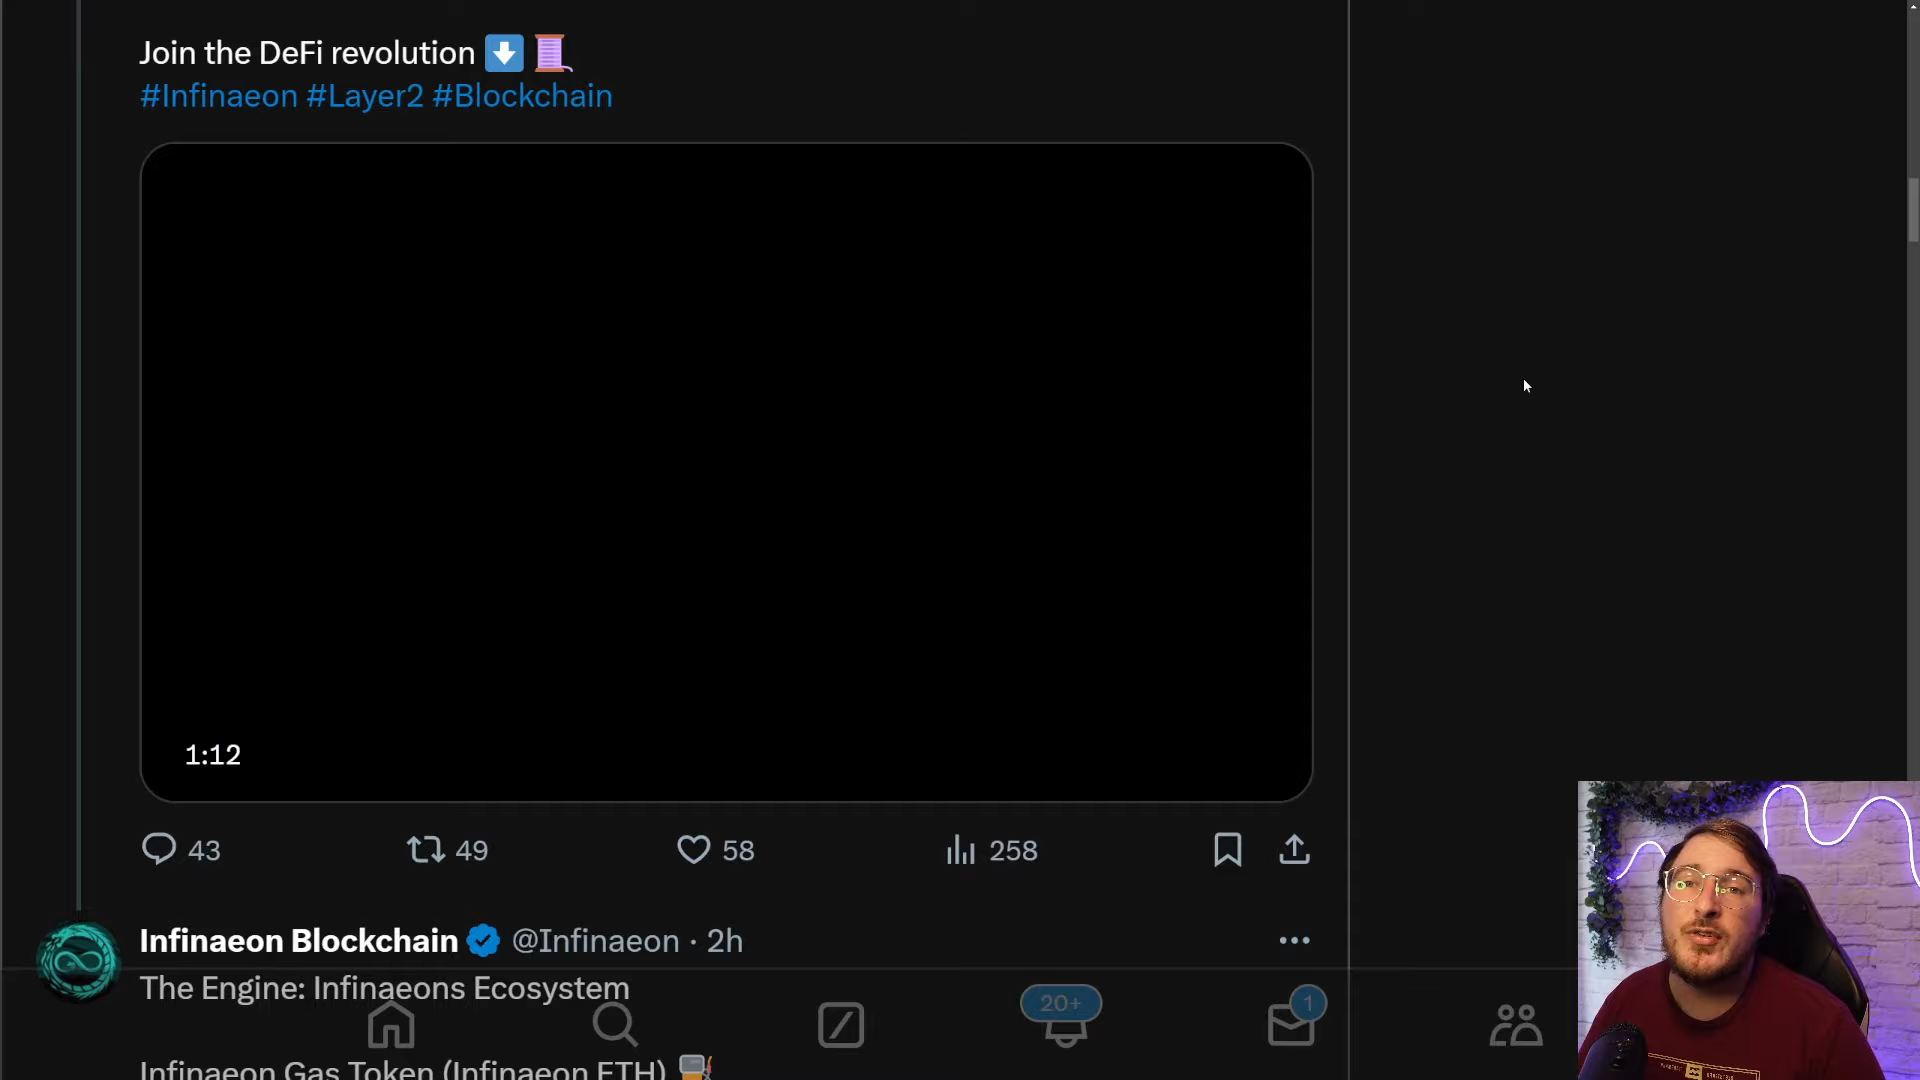 Join the DeFi revolution
#Infinaeon #Layer2 #Blockchain
1:12
43 49 58 258
Infinaeon Blockchain @Infinaeon · 2h
The Engine: Infinaeons Ecosystem
20+ 1
Infinaeon Gas Token (Infinaeon ETH)